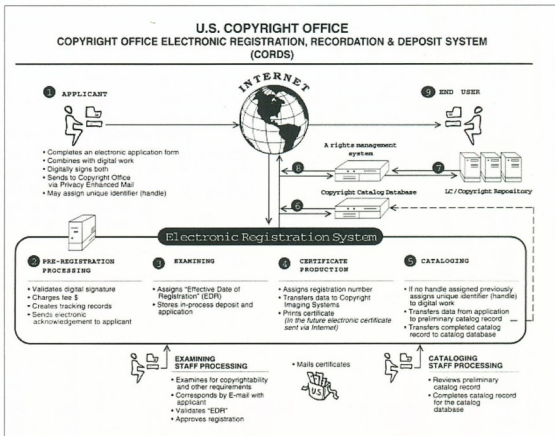 U.S. COPYRIGHT OFFICE
COPYRIGHT OFFICE ELECTRONIC REGISTRATION, RECORDATION & DEPOSIT SYSTEM
(CORDS)
INTERNET
1 APPLICANT
• Completes an electronic application form
• Combines with digital work
• Digitally signs both
• Sends to Copyright Office
via Privacy Enhanced Mail
• May assign unique identifier (handle)
9 END USER
A rights management
system
8
7
LC/Copyright Repository
Copyright Catalog Database
6
Electronic Registration System
2 PRE-REGISTRATION
PROCESSING
• Validates digital signature
• Charges fee $
• Creates tracking records
• Sends electronic
acknowledgement to applicant
3 EXAMINING
• Assigns "Effective Date of
Registration" (EDR)
• Stores in-process deposit and
application
4 CERTIFICATE
PRODUCTION
• Assigns registration number
• Transfers data to Copyright
Imaging Systems
• Prints certificate
(In the future electronic certificate
sent via Internet)
5 CATALOGING
• If no handle assigned previously
assigns unique identifier (handle)
to digital work
• Transfers data from application
to preliminary catalog record
• Transfers completed catalog
record to catalog database
EXAMINING
STAFF PROCESSING
• Examines for copyrightability
and other requirements
• Corresponds by E-mail with
applicant
• Validates "EDR"
• Approves registration
• Mails certificates
U.S.
CATALOGING
STAFF PROCESSING
• Reviews preliminary
catalog record
• Completes catalog record
for the catalog
database